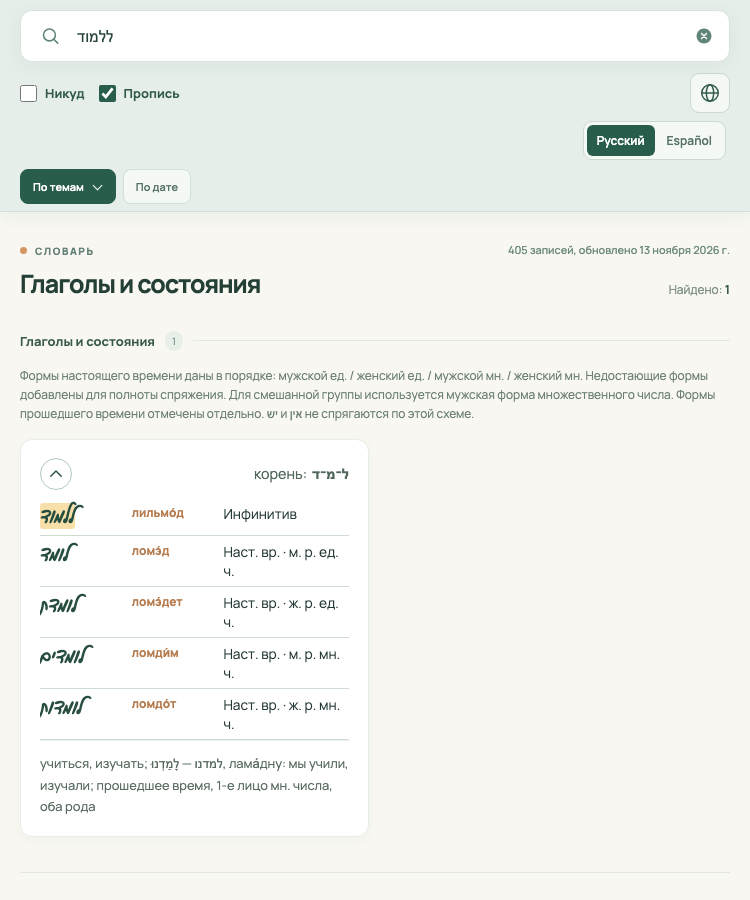 ללמוד
Никуд
Пропись
Русский
Español
По темам
По дате
СЛОВАРЬ
405 записей, обновлено 13 ноября 2026 г.
Глаголы и состояния
Найдено: 1
Глаголы и состояния 1
Формы настоящего времени даны в порядке: мужской ед. / женский ед. / мужской мн. / женский мн. Недостающие формы
добавлены для полноты спряжения. Для смешанной группы используется мужская форма множественного числа. Формы
прошедшего времени отмечены отдельно. יש и אין не спрягаются по этой схеме.
корень: ל־מ־ד
ללמוד лильмо́д Инфинитив
לומד ломэ́д Наст. вр. · м. р. ед.
ч.
לומדת ломэ́дет Наст. вр. · ж. р. ед.
ч.
לומדים ломди́м Наст. вр. · м. р. мн.
ч.
לומדות ломдо́т Наст. вр. · ж. р. мн.
ч.
учиться, изучать; למדנו — לָמַדְנוּ, лама́дну: мы учили,
изучали; прошедшее время, 1-е лицо мн. числа,
оба рода